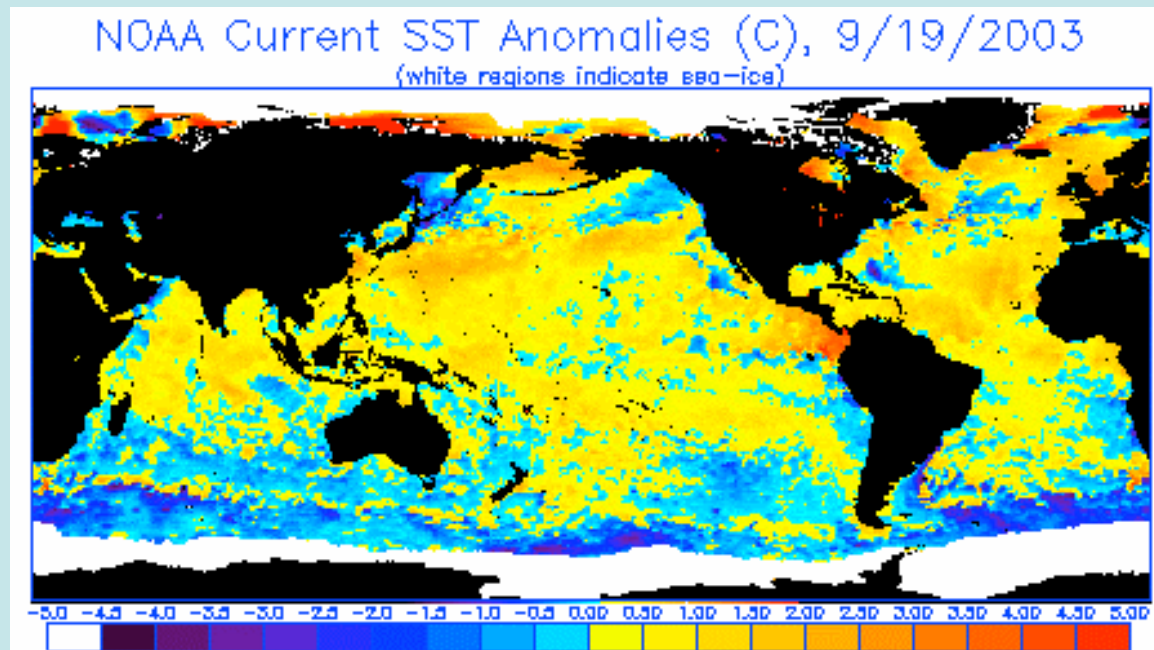 NOAA Current SST Anomalies (C), 9/19/2003
(white regions indicate sea-ice)
-5.0 -4.5 -4.0 -3.5 -3.0 -2.5 -2.0 -1.5 -1.0 -0.5 0.00 0.50 1.00 1.50 2.00 2.50 3.00 3.50 4.00 4.50 5.00